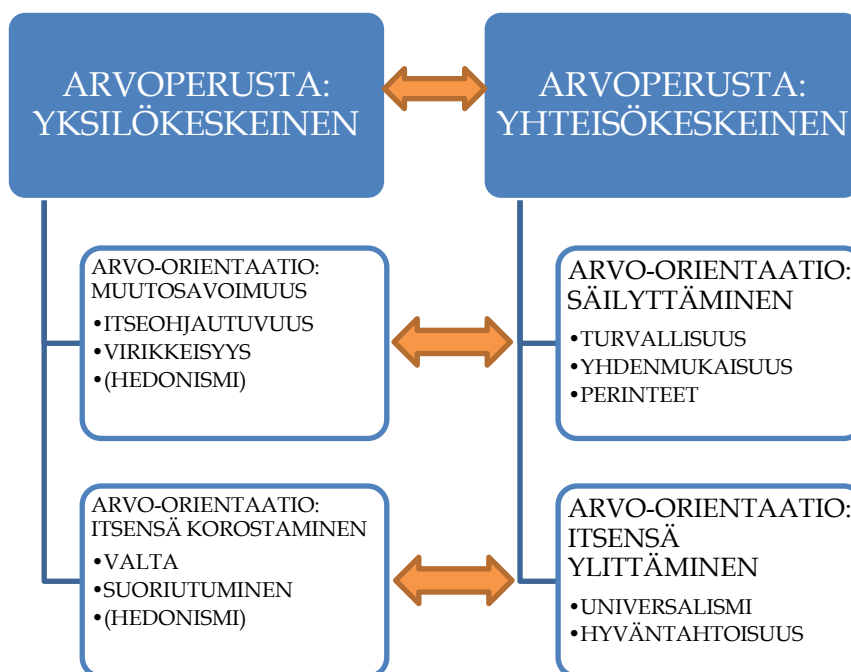 ARVOPERUSTA:
YKSILÖKESKEINEN
ARVOPERUSTA:
YHTEISÖKESKEINEN
ARVO-ORIENTAATIO:
MUUTOSAVOIMUUS
•ITSEOHJAUTUVUUS
•VIRIKKEISYYS
•(HEDONISMI)
ARVO-ORIENTAATIO:
SÄILYTTÄMINEN
•TURVALLISUUS
•YHDENMUKAISUUS
•PERINTEET
ARVO-ORIENTAATIO:
ITSENSÄ KOROSTAMINEN
•VALTA
•SUORIUTUMINEN
•(HEDONISMI)
ARVO-ORIENTAATIO:
ITSENSÄ
YLITTÄMINEN
•UNIVERSALISMI
•HYVÄNTAHTOISUUS